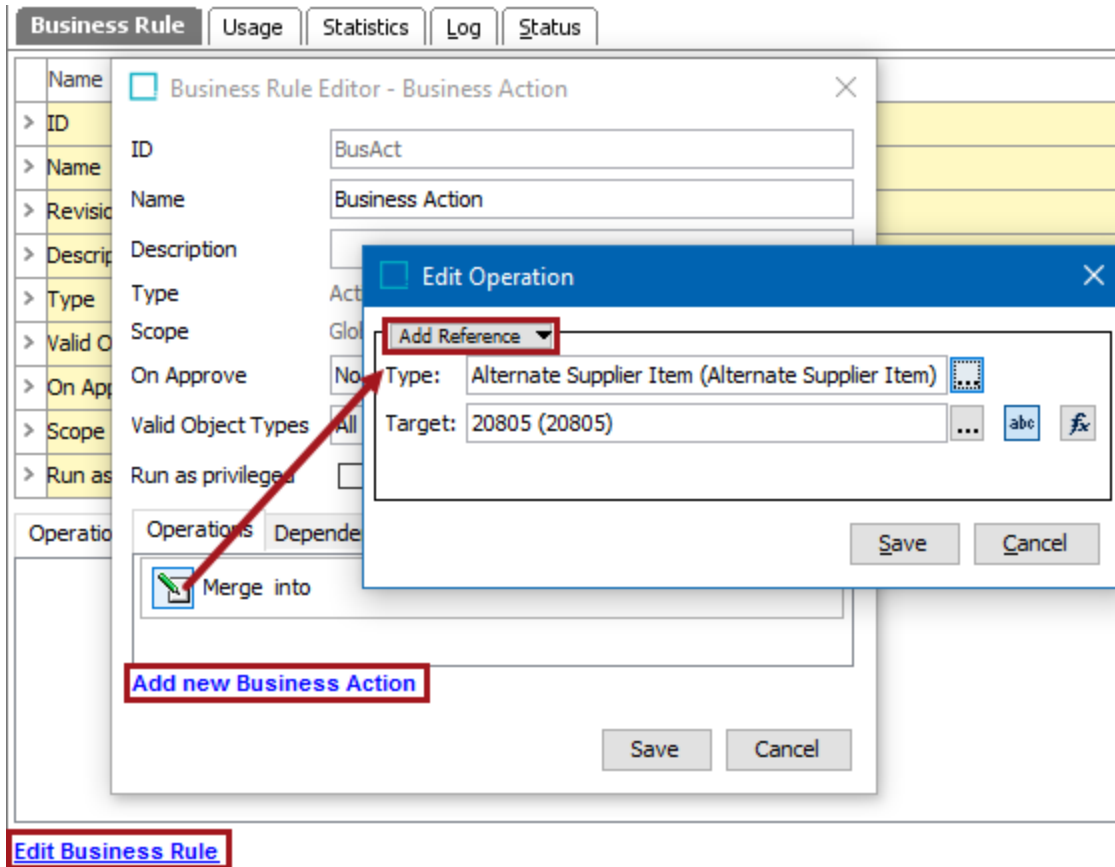 Business Rule Usage Statistics Log Status
Name
Business Rule Editor - Business Action
> ID
> Name
> Revisio
> Descrip
> Type
> Valid O
> On App
> Scope
> Run as
Operatio
ID BusAct
Name Business Action
Description
Type Act
Scope Glo
On Approve No
Valid Object Types All
Run as privileged
Operations Depende
Merge into
Add new Business Action
Save Cancel
Edit Operation
Add Reference
Type: Alternate Supplier Item (Alternate Supplier Item) ...
Target: 20805 (20805) ... abc fx
Save Cancel
Edit Business Rule